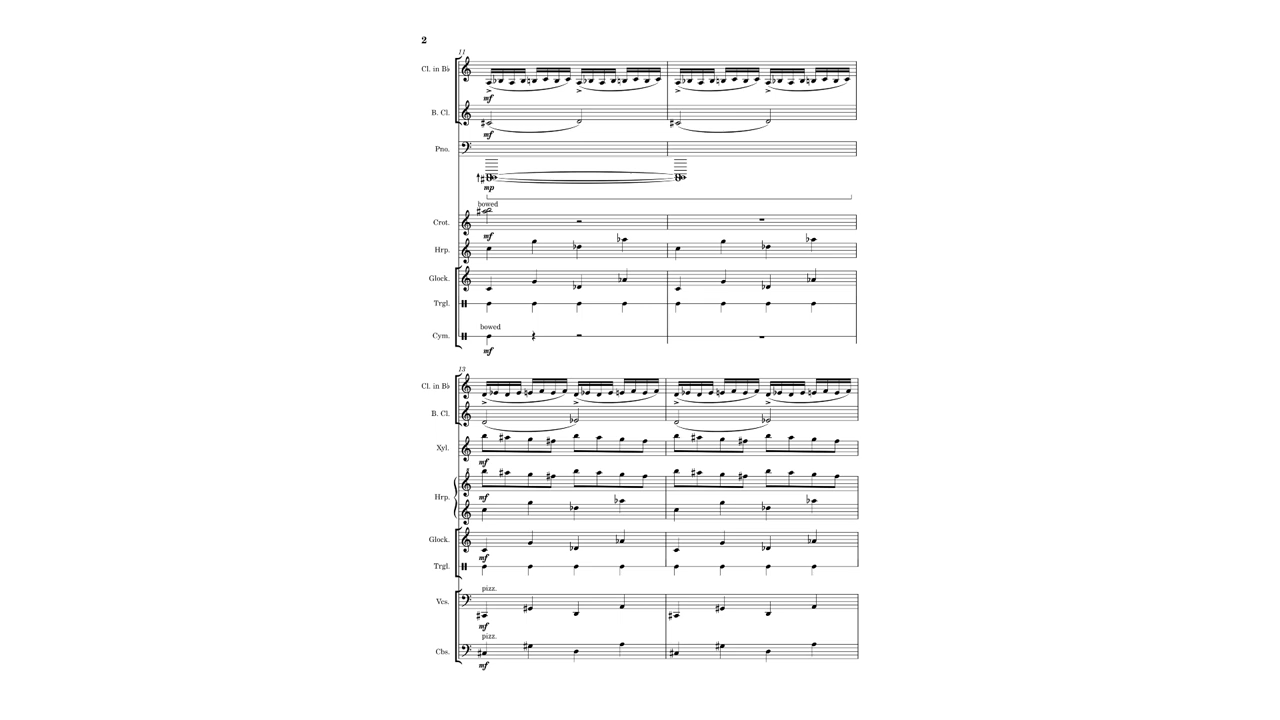 2
11
Cl. in B♭
mf
B. Cl.
mf
Pno.
mp
bowed
Crot.
mf
Hrp.
Glock.
Trgl.
bowed
Cym.
mf
13
Cl. in B♭
B. Cl.
Xyl.
mf
Hrp.
mf
Glock.
mf
Trgl.
pizz.
Vcs.
mf
pizz.
Cbs.
mf